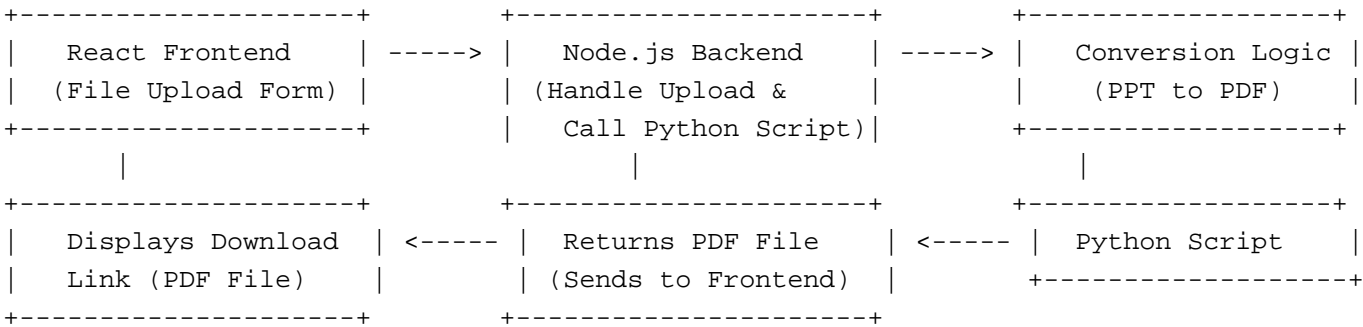 +---------------------+ +----------------------+ +-------------------+
| React Frontend | -----> | Node.js Backend | -----> | Conversion Logic |
| (File Upload Form) | | (Handle Upload & | | (PPT to PDF) |
+---------------------+ | Call Python Script)| +-------------------+
| | |
+---------------------+ +----------------------+ +-------------------+
| Displays Download | <----- | Returns PDF File | <----- | Python Script |
| Link (PDF File) | | (Sends to Frontend) | +-------------------+
+---------------------+ +----------------------+